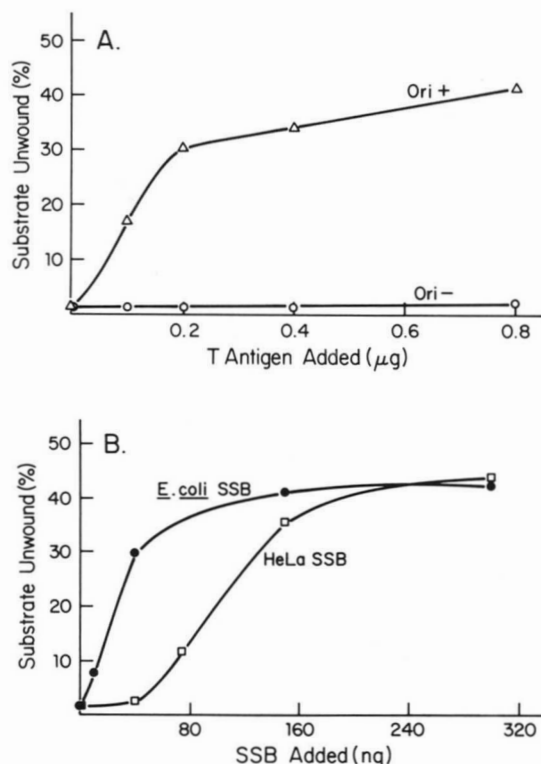 A.
50
40
30
20
10
Substrate Unwound (%)
Ori+
Ori-
0.2 0.4 0.6 0.8
T Antigen Added (μg)
B.
50
40
30
20
10
Substrate Unwound (%)
E. coli SSB
HeLa SSB
80 160 240 320
SSB Added (ng)